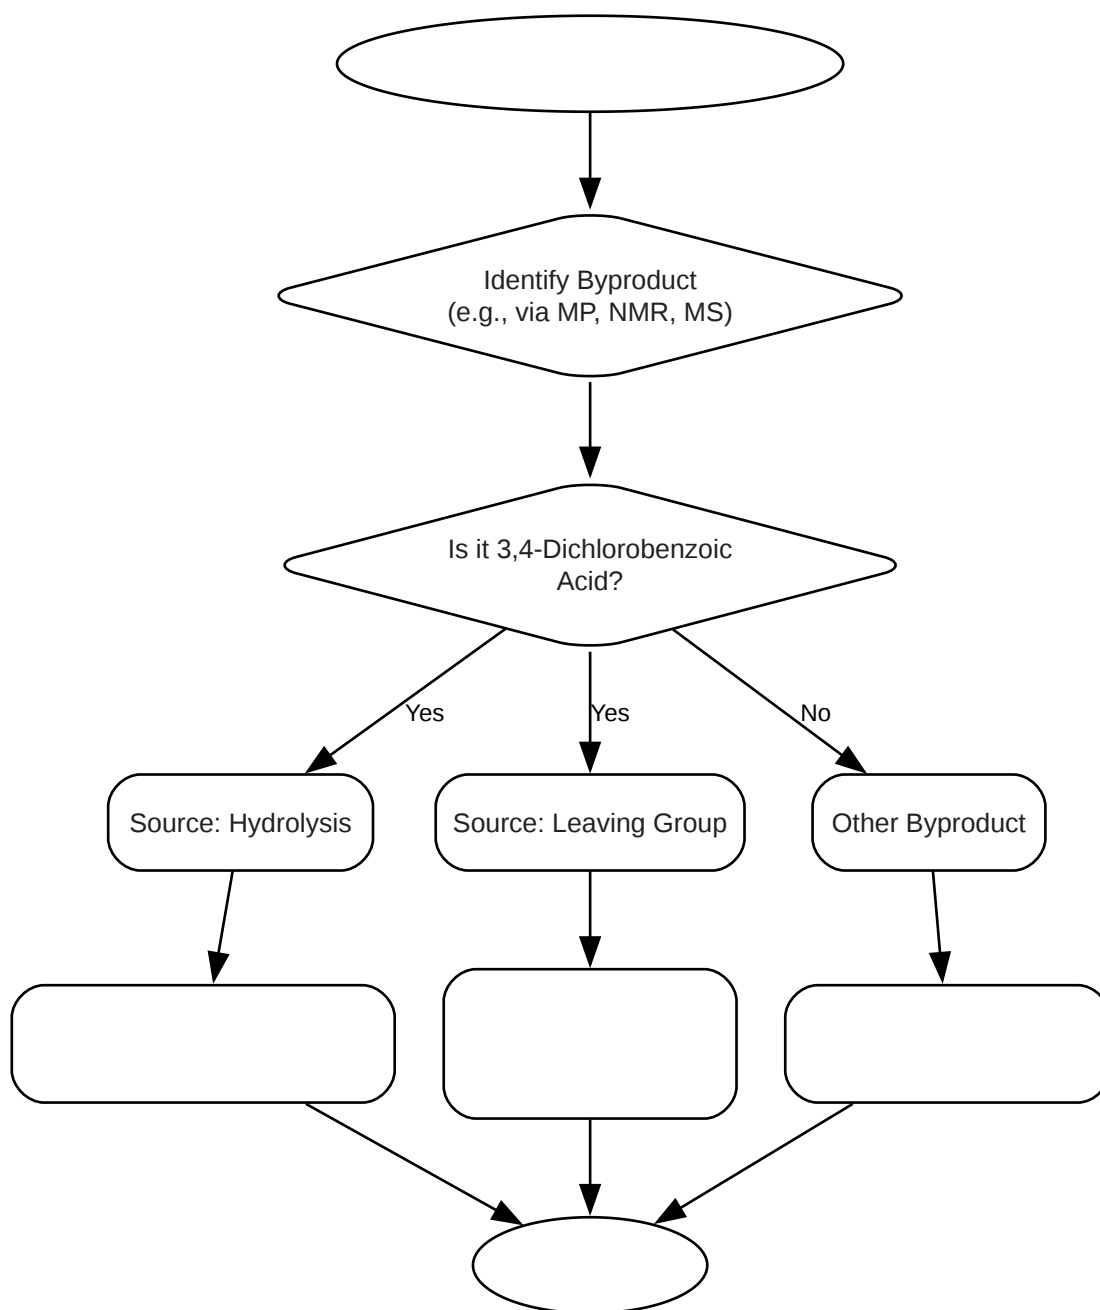 Identify Byproduct
(e.g., via MP, NMR, MS)
Is it 3,4-Dichlorobenzoic
Acid?
Yes
Yes
No
Source: Hydrolysis
Source: Leaving Group
Other Byproduct